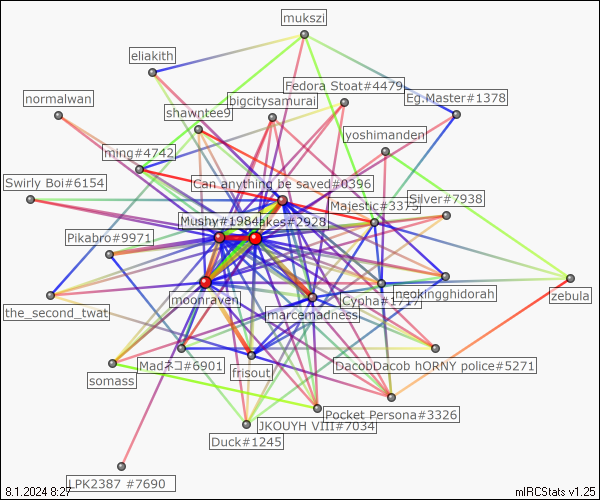 mukszi
eliakith
Fedora Stoat#4479
normalwan
bigcitysamurai
Eg.Master#1378
shawntee9
yoshimanden
ming#4742
Swirly Boi#6154
Can anything be saved#0396
Silver#7938
Majestic#3375
Mushy#1984
akes#2928
Pikabro#9971
moonraven
Cypha#1717
neokingghidorah
zebula
the_second_twat
marcemadness
Madネコ#6901
frisout
DacobDacob hORNY police#5271
somass
Pocket Persona#3326
JKOUYH VIII#7034
Duck#1245
LPK2387 #7690
8.1.2024 8:27
mIRCStats v1.25